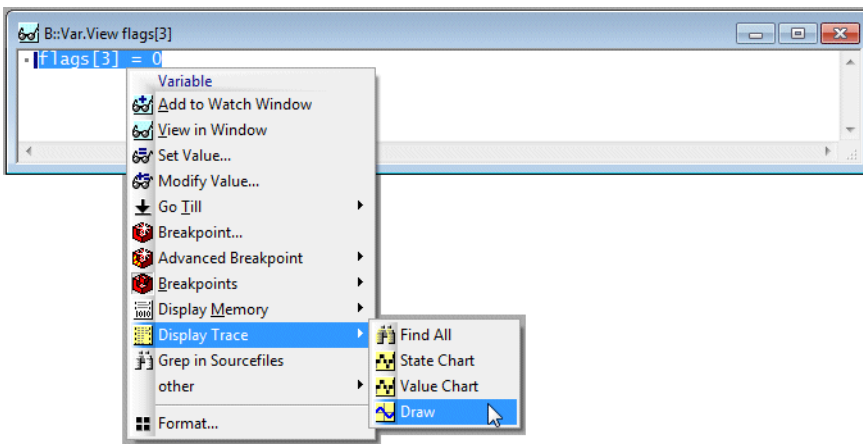 B::Var.View flags[3]
flags[3] = 0
Variable
Add to Watch Window
View in Window
Set Value...
Modify Value...
Go Till
Breakpoint...
Advanced Breakpoint
Breakpoints
Display Memory
Display Trace
Find All
Grep in Sourcefiles
State Chart
other
Value Chart
Draw
Format...